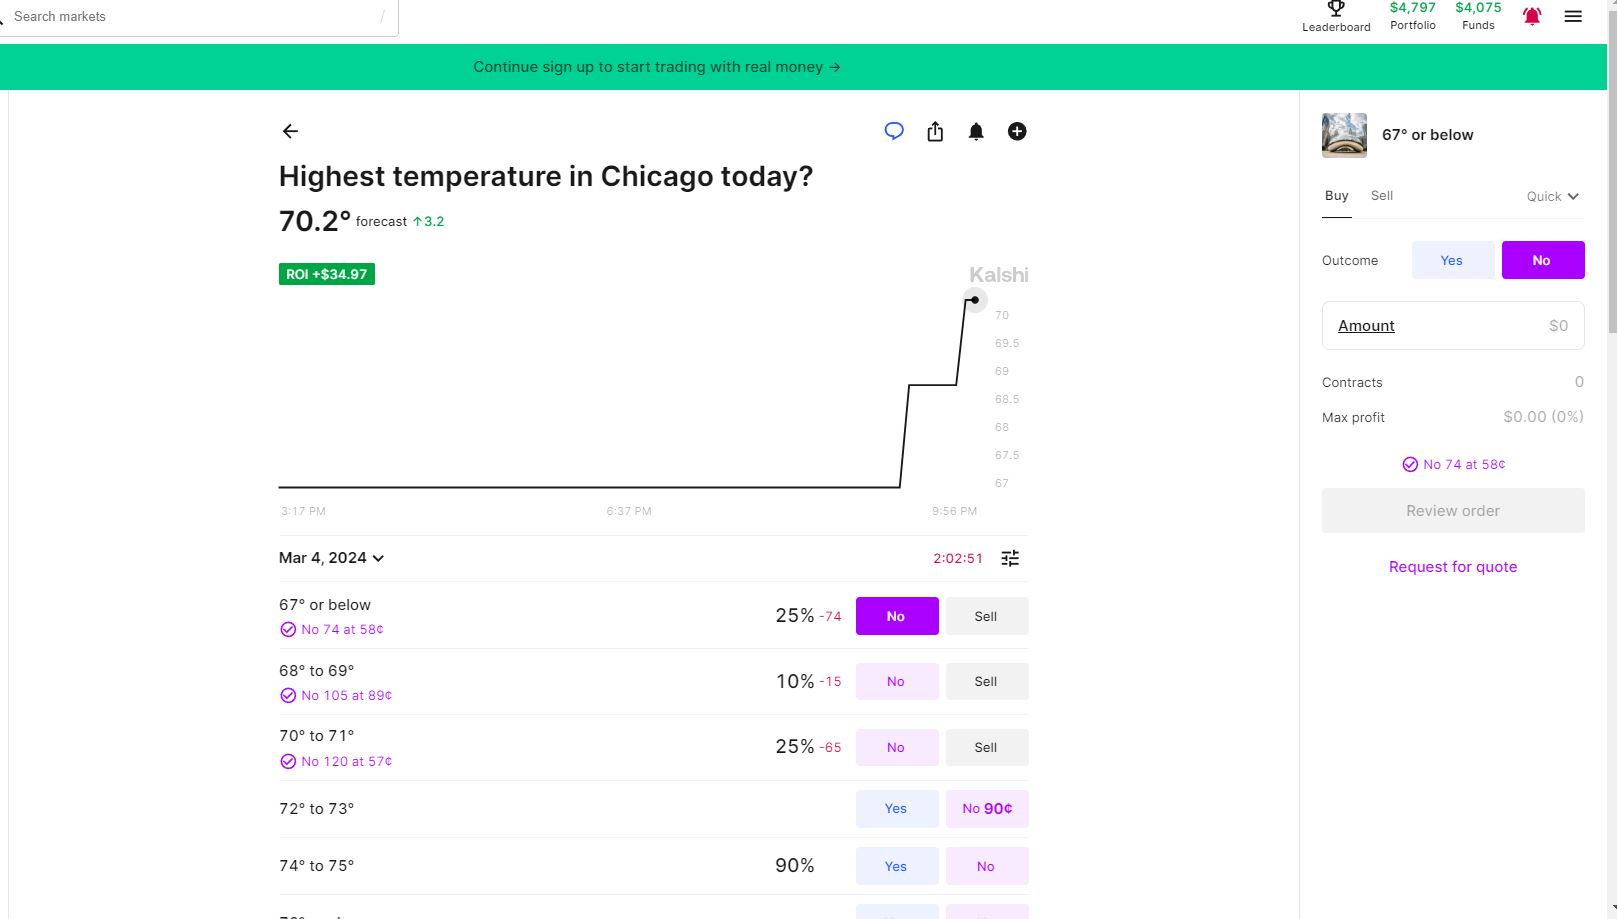 Search markets /
Leaderboard
$4,797
Portfolio
$4,075
Funds
Continue sign up to start trading with real money →
Highest temperature in Chicago today?
70.2° forecast ↑3.2
ROI +$34.97
Kalshi
70
69.5
69
68.5
68
67.5
67
3:17 PM 6:37 PM 9:56 PM
Mar 4, 2024
2:02:51
67° or below
No 74 at 58¢
25% -74 No Sell
68° to 69°
No 105 at 89¢
10% -15 No Sell
70° to 71°
No 120 at 57¢
25% -65 No Sell
72° to 73° Yes No 90¢
74° to 75° 90% Yes No
67° or below
Buy Sell Quick
Outcome Yes No
Amount $0
Contracts 0
Max profit $0.00 (0%)
No 74 at 58¢
Review order
Request for quote